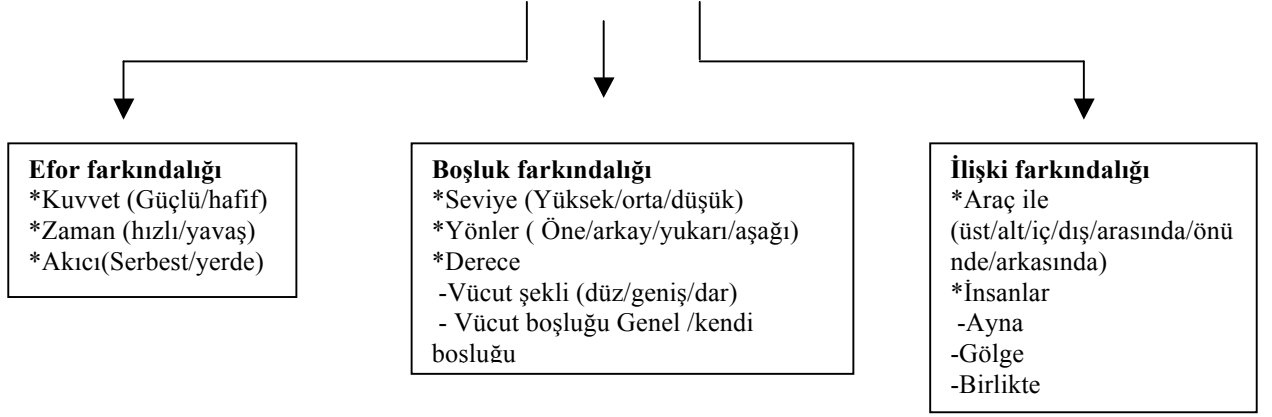 Efor farkındalığı
*Kuvvet (Güçlü/hafif)
*Zaman (hızlı/yavaş)
*Akıcı(Serbest/yerde)
Boşluk farkındalığı
*Seviye (Yüksek/orta/düşük)
*Yönler ( Öne/arkay/yukarı/aşağı)
*Derece
-Vücut şekli (düz/geniş/dar)
- Vücut boşluğu Genel /kendi
boşluğu
İlişki farkındalığı
*Araç ile
(üst/alt/iç/dış/arasında/önü
nde/arkasında)
*İnsanlar
-Ayna
-Gölge
-Birlikte